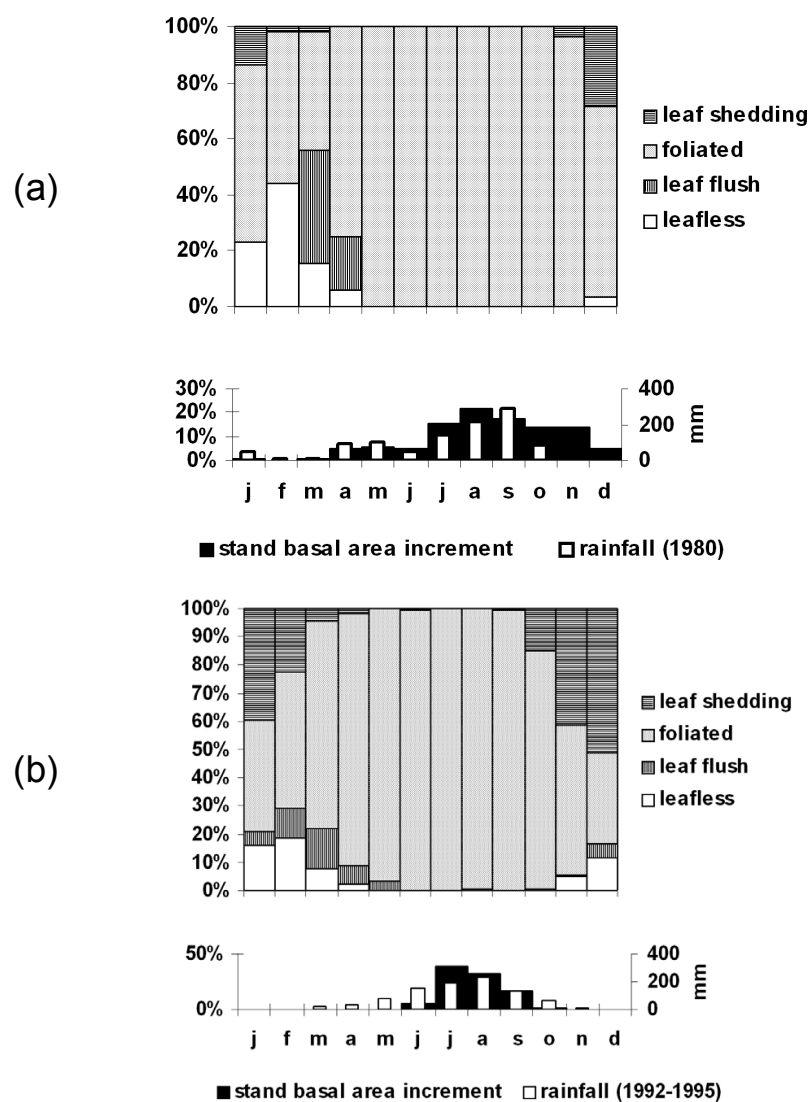 (a)
100%
80%
60%
40%
20%
0%
leaf shedding
foliated
leaf flush
leafless
30%
20%
10%
0%
400
200
0
mm
j f m a m j j a s o n d
stand basal area increment rainfall (1980)
(b)
100%
90%
80%
70%
60%
50%
40%
30%
20%
10%
0%
leaf shedding
foliated
leaf flush
leafless
50%
0%
400
200
0
mm
j f m a m j j a s o n d
stand basal area increment rainfall (1992-1995)